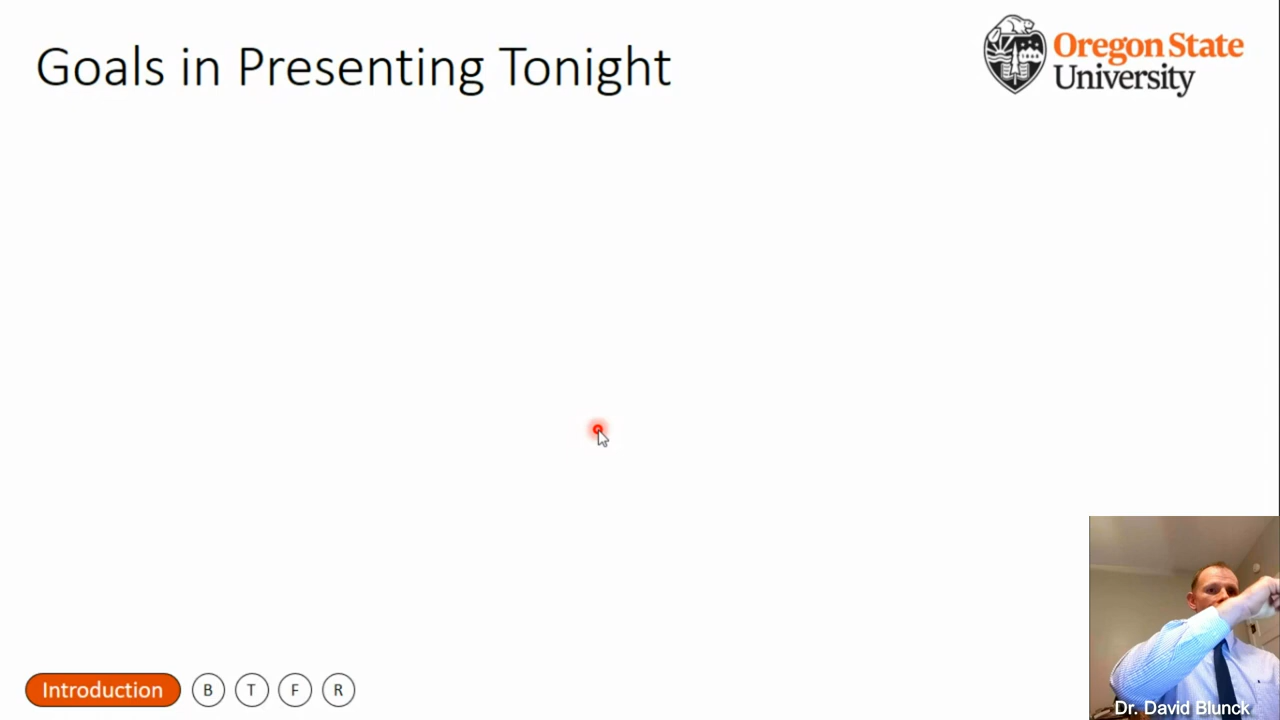 Goals in Presenting Tonight
Oregon State
University
Introduction B T F R
Dr. David Blunck